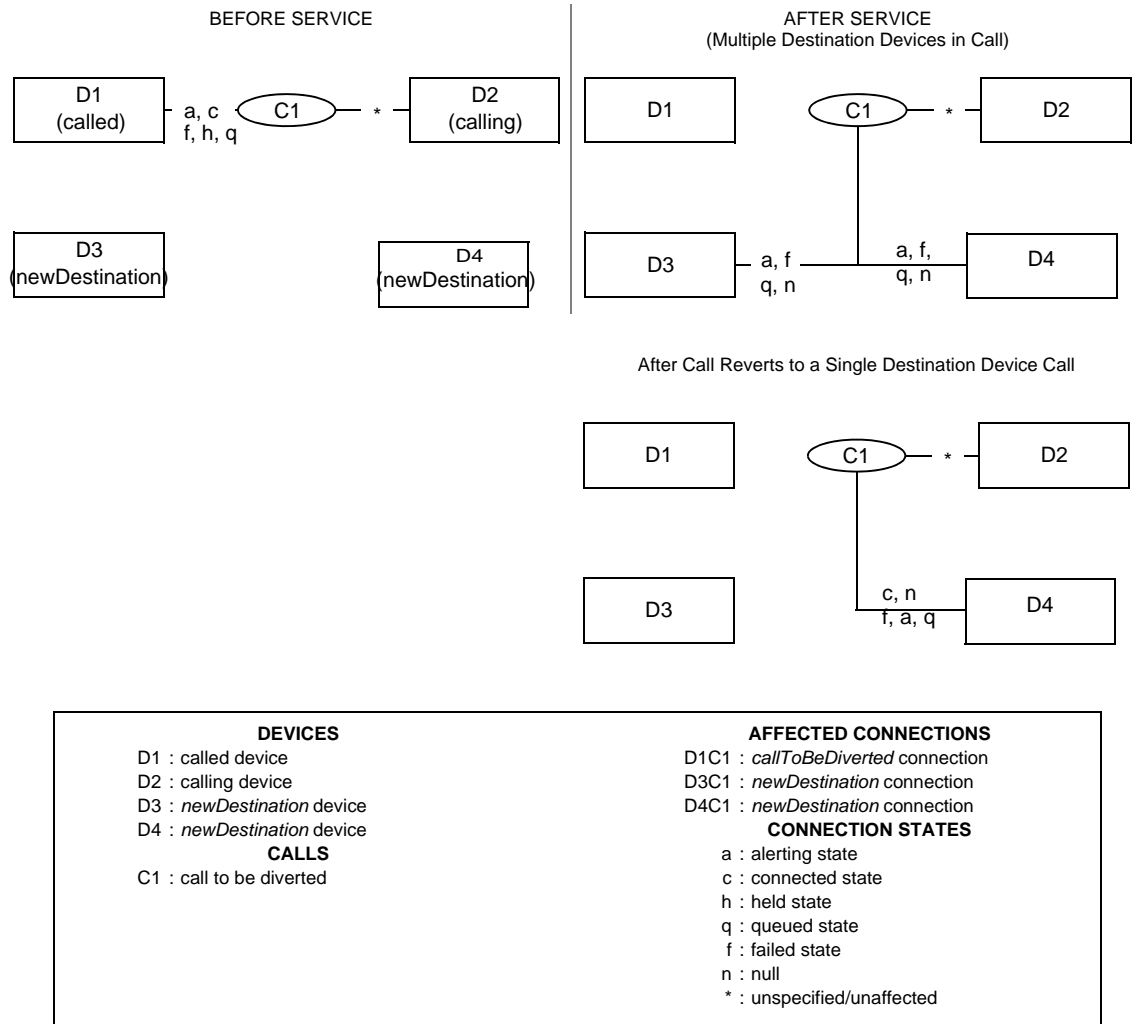 BEFORE SERVICE
AFTER SERVICE
(Multiple Destination Devices in Call)
D1
(called)
a, c
f, h, q
C1
*
D2
(calling)
D3
(newDestination)
D4
(newDestination)
D1
C1
*
D2
D3
a, f
q, n
a, f,
q, n
D4
After Call Reverts to a Single Destination Device Call
D1
C1
*
D2
D3
c, n
f, a, q
D4
DEVICES
D1 : called device
D2 : calling device
D3 : newDestination device
D4 : newDestination device
CALLS
C1 : call to be diverted
AFFECTED CONNECTIONS
D1C1 : callToBeDiverted connection
D3C1 : newDestination connection
D4C1 : newDestination connection
CONNECTION STATES
a : alerting state
c : connected state
h : held state
q : queued state
f : failed state
n : null
* : unspecified/unaffected